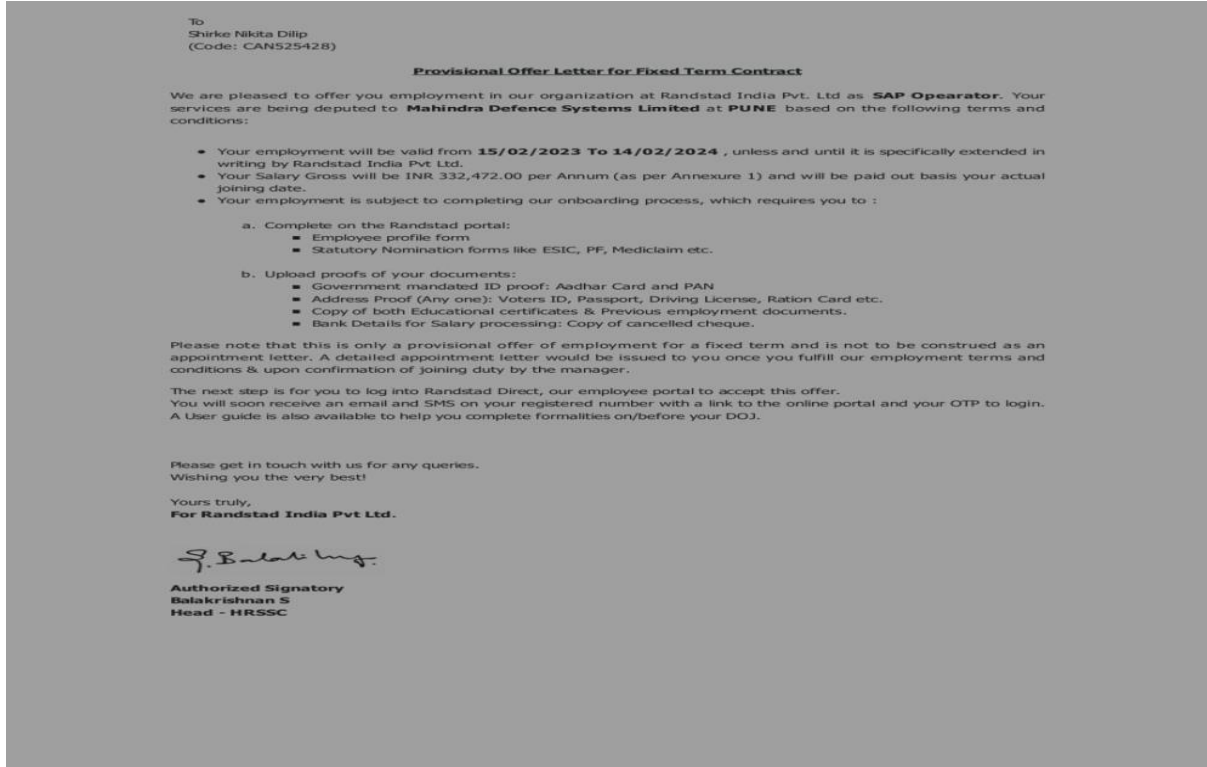 To
Shirke Nikita Dilip
(Code: CAN525428)
Provisional Offer Letter for Fixed Term Contract
We are pleased to offer you employment in our organization at Randstad India Pvt. Ltd as SAP Opearator. Your
services are being deputed to Mahindra Defence Systems Limited at PUNE based on the following terms and
conditions:
• Your employment will be valid from 15/02/2023 To 14/02/2024 , unless and until it is specifically extended in
writing by Randstad India Pvt Ltd.
• Your Salary Gross will be INR 332,472.00 per Annum (as per Annexure 1) and will be paid out basis your actual
joining date.
• Your employment is subject to completing our onboarding process, which requires you to :
a. Complete on the Randstad portal:
▪ Employee profile form
▪ Statutory Nomination forms like ESIC, PF, Mediclaim etc.
b. Upload proofs of your documents:
▪ Government mandated ID proof: Aadhar Card and PAN
▪ Address Proof (Any one): Voters ID, Passport, Driving License, Ration Card etc.
▪ Copy of both Educational certificates & Previous employment documents.
▪ Bank Details for Salary processing: Copy of cancelled cheque.
Please note that this is only a provisional offer of employment for a fixed term and is not to be construed as an
appointment letter. A detailed appointment letter would be issued to you once you fulfill our employment terms and
conditions & upon confirmation of joining duty by the manager.
The next step is for you to log into Randstad Direct, our employee portal to accept this offer.
You will soon receive an email and SMS on your registered number with a link to the online portal and your OTP to login.
A User guide is also available to help you complete formalities on/before your DOJ.
Please get in touch with us for any queries.
Wishing you the very best!
Yours truly,
For Randstad India Pvt Ltd.
Authorized Signatory
Balakrishnan S
Head - HRSSC